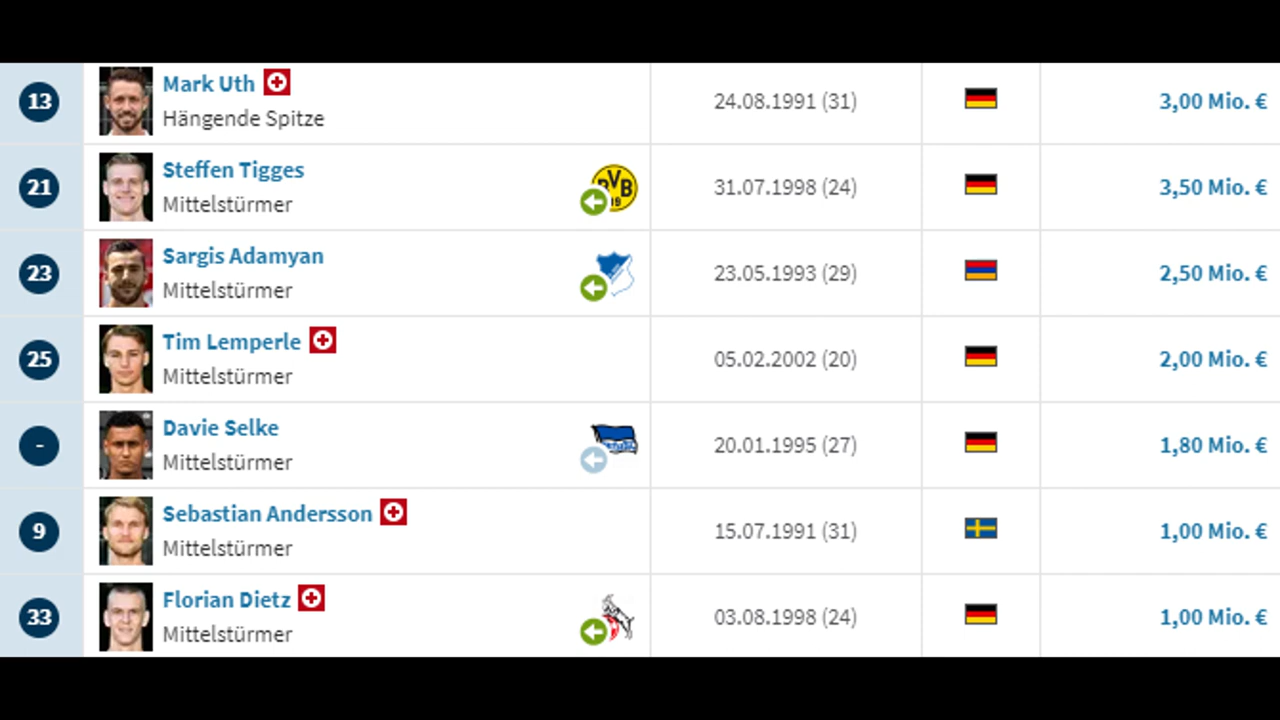 13
Mark Uth
Hängende Spitze
24.08.1991 (31)
3,00 Mio. €
21
Steffen Tigges
Mittelstürmer
BVB
09
31.07.1998 (24)
3,50 Mio. €
23
Sargis Adamyan
Mittelstürmer
23.05.1993 (29)
2,50 Mio. €
25
Tim Lemperle
Mittelstürmer
05.02.2002 (20)
2,00 Mio. €
-
Davie Selke
Mittelstürmer
20.01.1995 (27)
1,80 Mio. €
9
Sebastian Andersson
Mittelstürmer
15.07.1991 (31)
1,00 Mio. €
33
Florian Dietz
Mittelstürmer
03.08.1998 (24)
1,00 Mio. €